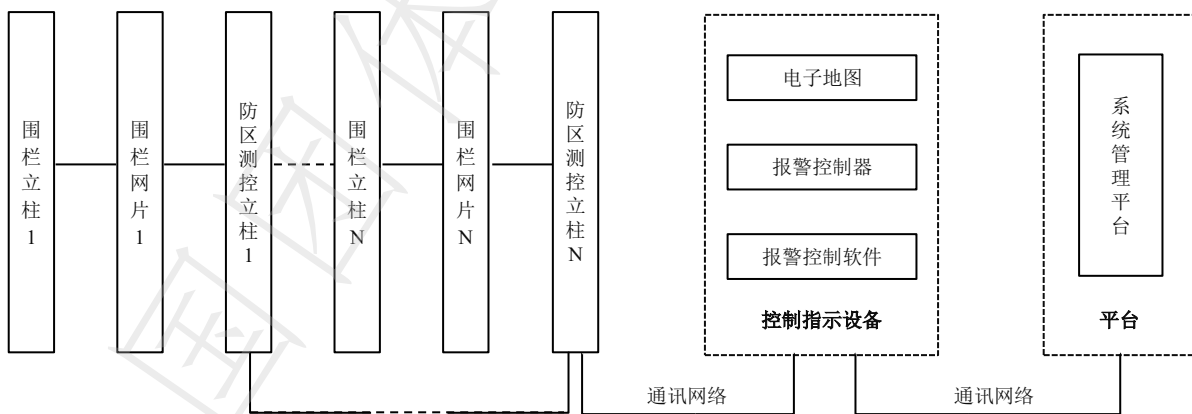 围栏立柱1
围栏网片1
防区测控立柱1
围栏立柱N
围栏网片N
防区测控立柱N
电子地图
报警控制器
报警控制软件
控制指示设备
系统管理平台
平台
通讯网络
通讯网络